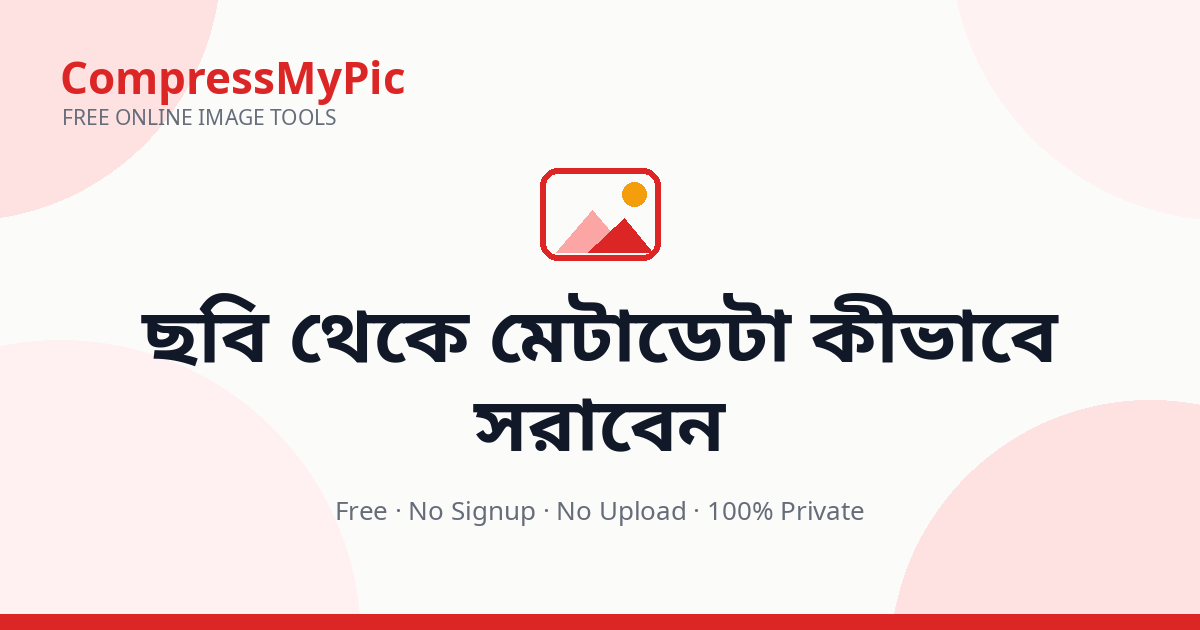 CompressMyPic
FREE ONLINE IMAGE TOOLS
ছবি থেকে মেটাডেটা কীভাবে
সরাবেন
Free · No Signup · No Upload · 100% Private